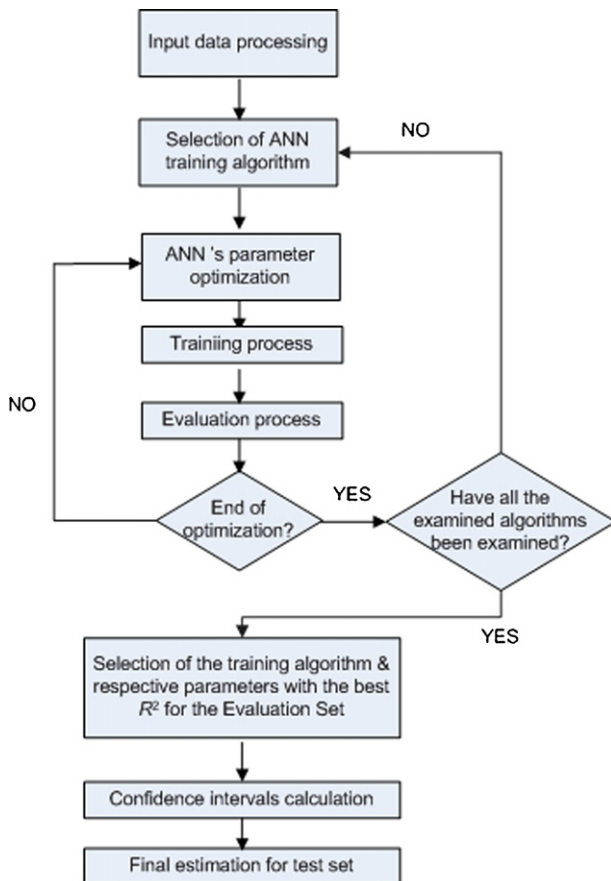 Input data processing
Selection of ANN
training algorithm
NO
ANN 's parameter
optimization
Trainiing process
NO
Evaluation process
End of
optimization?
YES
Have all the
examined algorithms
been examined?
YES
Selection of the training algorithm &
respective parameters with the best
R² for the Evaluation Set
Confidence intervals calculation
Final estimation for test set